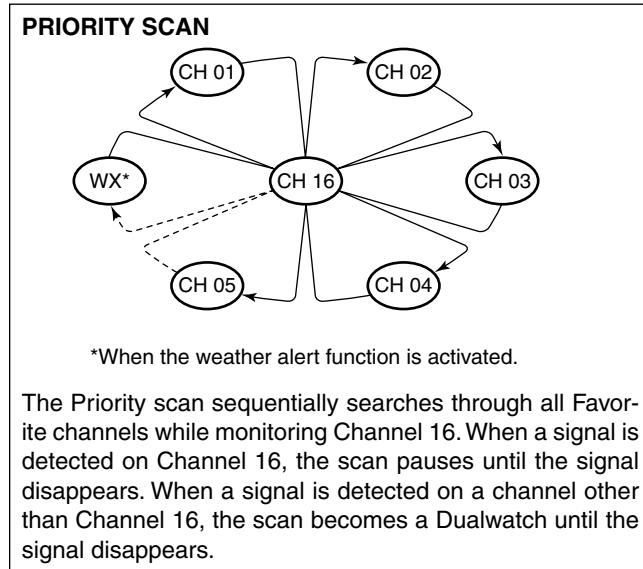 PRIORITY SCAN
CH 01
CH 02
WX*
CH 16
CH 03
CH 05
CH 04
*When the weather alert function is activated.
The Priority scan sequentially searches through all Favor-
ite channels while monitoring Channel 16. When a signal is
detected on Channel 16, the scan pauses until the signal
disappears. When a signal is detected on a channel other
than Channel 16, the scan becomes a Dualwatch until the
signal disappears.